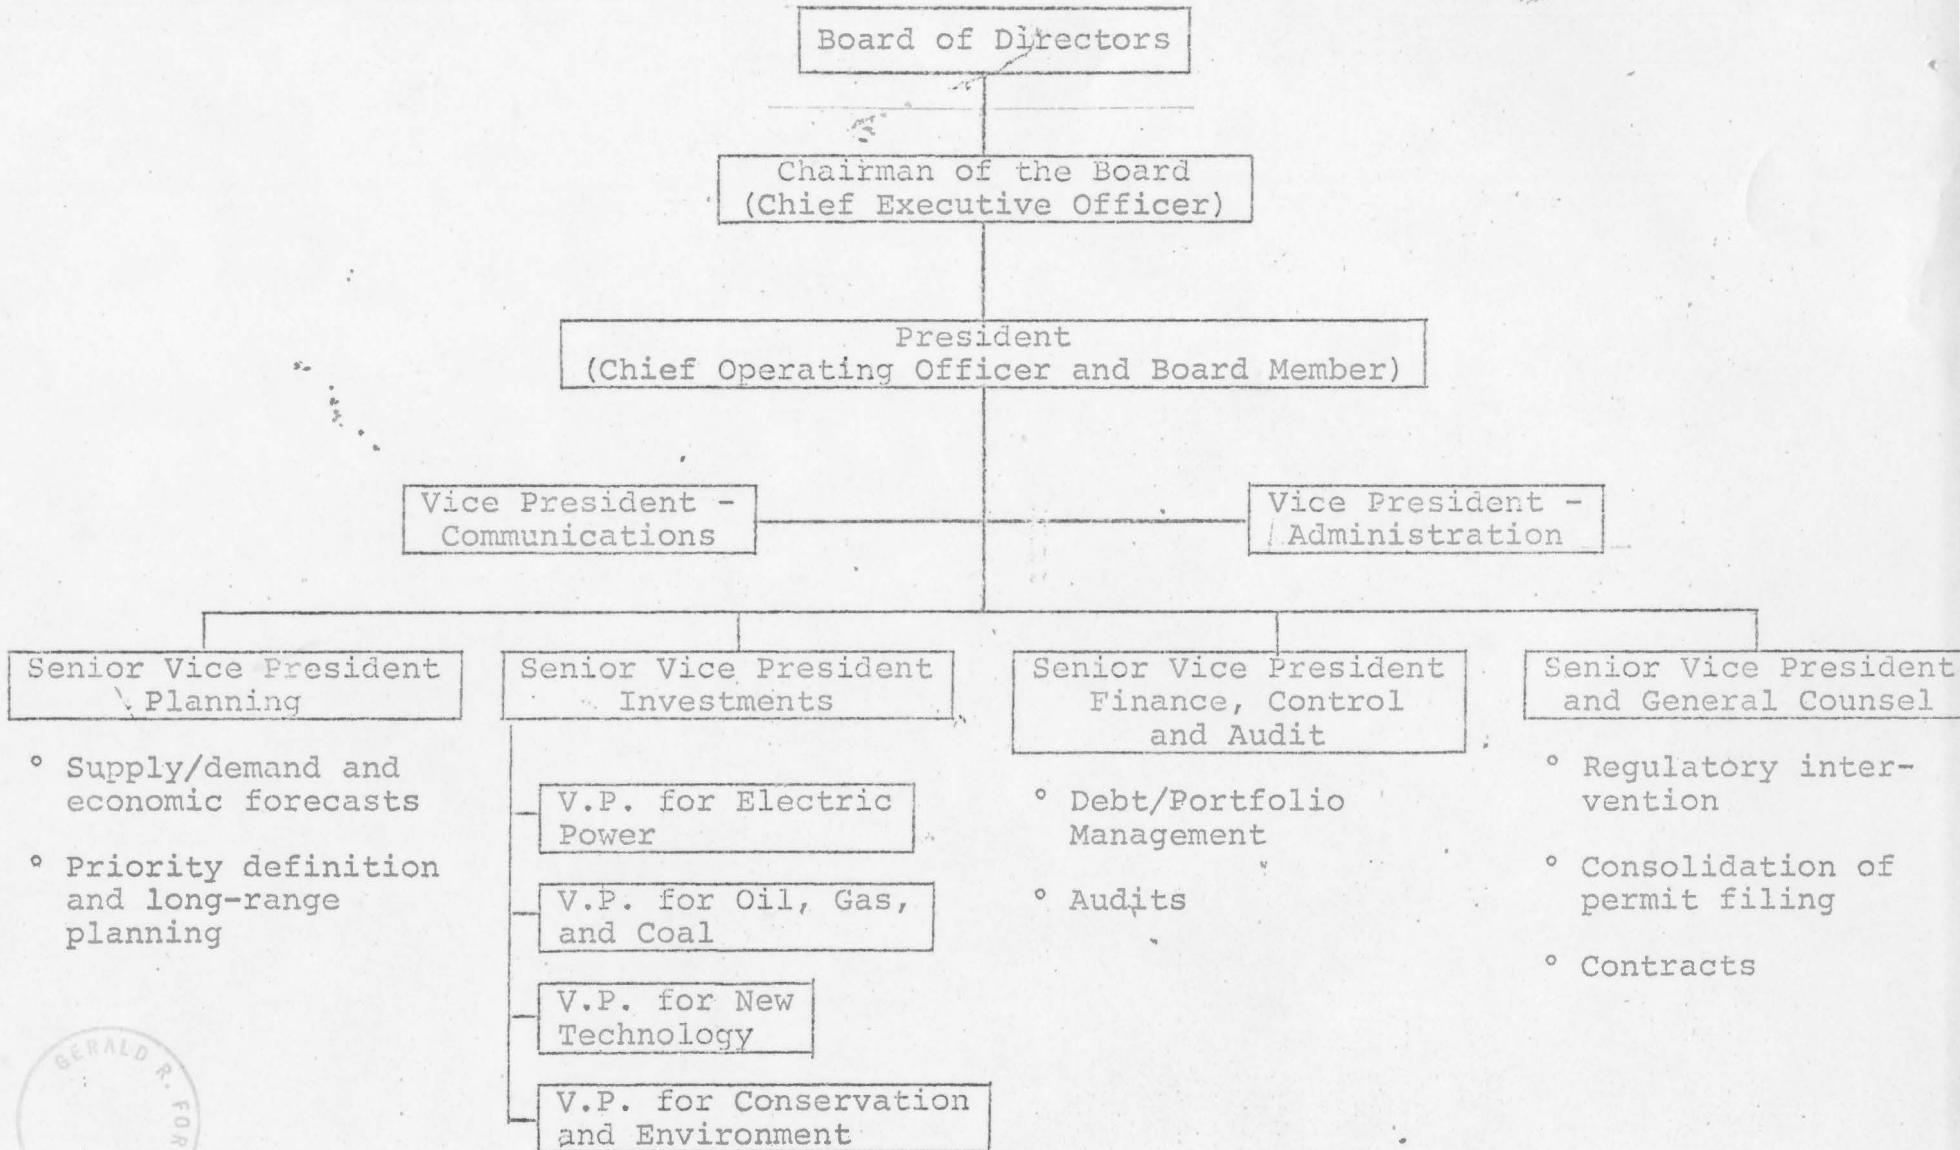 Board of Directors
Chairman of the Board
(Chief Executive Officer)
President
(Chief Operating Officer and Board Member)
Vice President -
Communications
Vice President -
Administration
Senior Vice President
Planning
° Supply/demand and
economic forecasts
° Priority definition
and long-range
planning
Senior Vice President
Investments
V.P. for Electric
Power
V.P. for Oil, Gas,
and Coal
V.P. for New
Technology
V.P. for Conservation
and Environment
Senior Vice President
Finance, Control
and Audit
° Debt/Portfolio
Management
° Audits
Senior Vice President
and General Counsel
° Regulatory inter-
vention
° Consolidation of
permit filing
° Contracts
GERALD R.